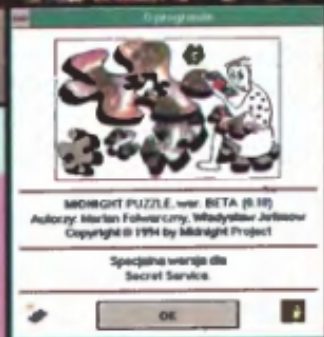 O programie
MIDNIGHT PUZZLE, wer. BETA (0.10)
Autorzy: Marian Folwarczny, Władysław
Copyright © 1994 by Midnight Project
Specjalna wersja dla
Secret Service.
OK